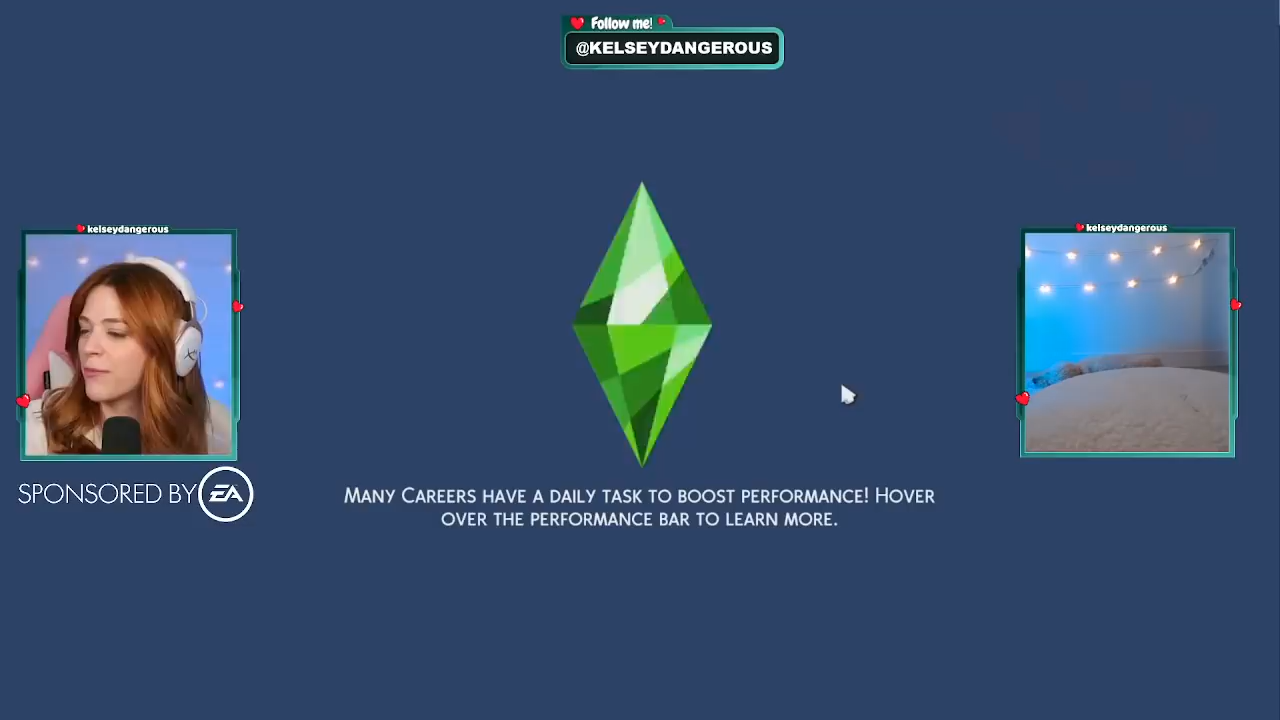 Follow me!
@KELSEYDANGEROUS
kelseydangerous
kelseydangerous
SPONSORED BY EA
MANY CAREERS HAVE A DAILY TASK TO BOOST PERFORMANCE! HOVER
OVER THE PERFORMANCE BAR TO LEARN MORE.